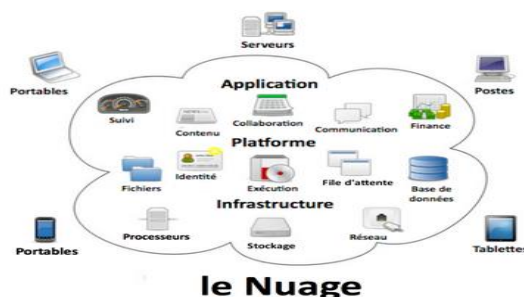 Serveurs
Portables
Postes
Application
Suivi
Contenu
Collaboration
Communication
Finance
Platforme
Fichiers
Identité
Exécution
File d'attente
Base de
données
Infrastructure
Processeurs
Stockage
Réseau
Portables
Tablettes
le Nuage